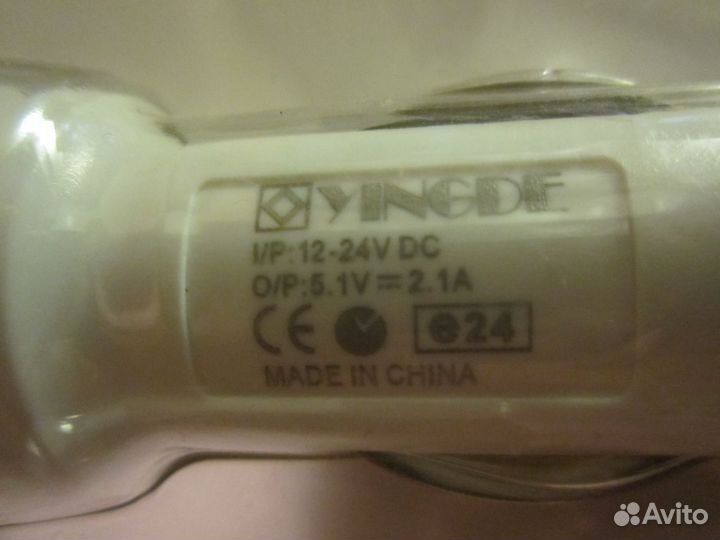 YINGDE
I/P:12-24V DC
O/P:5.1V⎓2.1A
CE e24
MADE IN CHINA
Avito